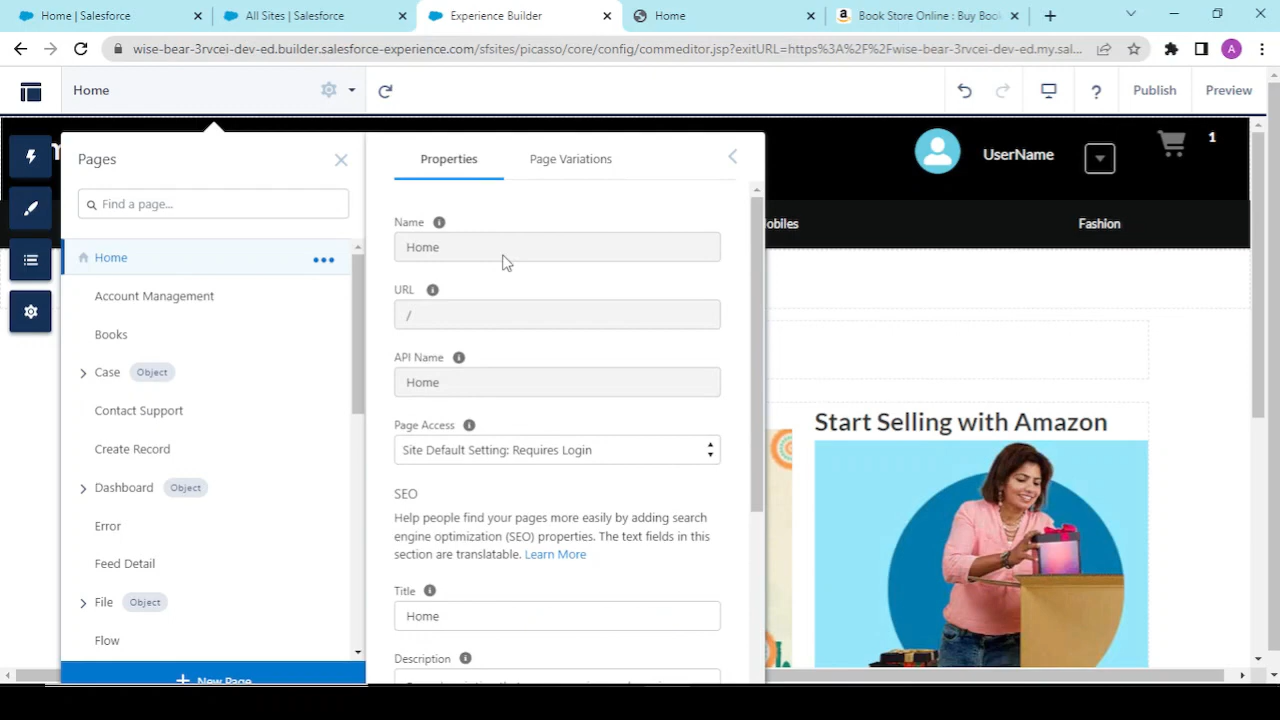 Home | Salesforce
All Sites | Salesforce
Experience Builder
Home
Book Store Online : Buy Book
wise-bear-3rvcei-dev-ed.builder.salesforce-experience.com/sfsites/picasso/core/config/commeditor.jsp?exitURL=https%3A%2F%2Fwise-bear-3rvcei-dev-ed.my.sal...
A
Home
?
Publish
Preview
UserName
1
Mobiles
Fashion
Pages
Find a page...
Home
Account Management
Books
Case Object
Contact Support
Create Record
Dashboard Object
Error
Feed Detail
File Object
Flow
New Page
Properties
Page Variations
Name
Home
URL
/
API Name
Home
Page Access
Site Default Setting: Requires Login
SEO
Help people find your pages more easily by adding search
engine optimization (SEO) properties. The text fields in this
section are translatable. Learn More
Title
Home
Description
Start Selling with Amazon